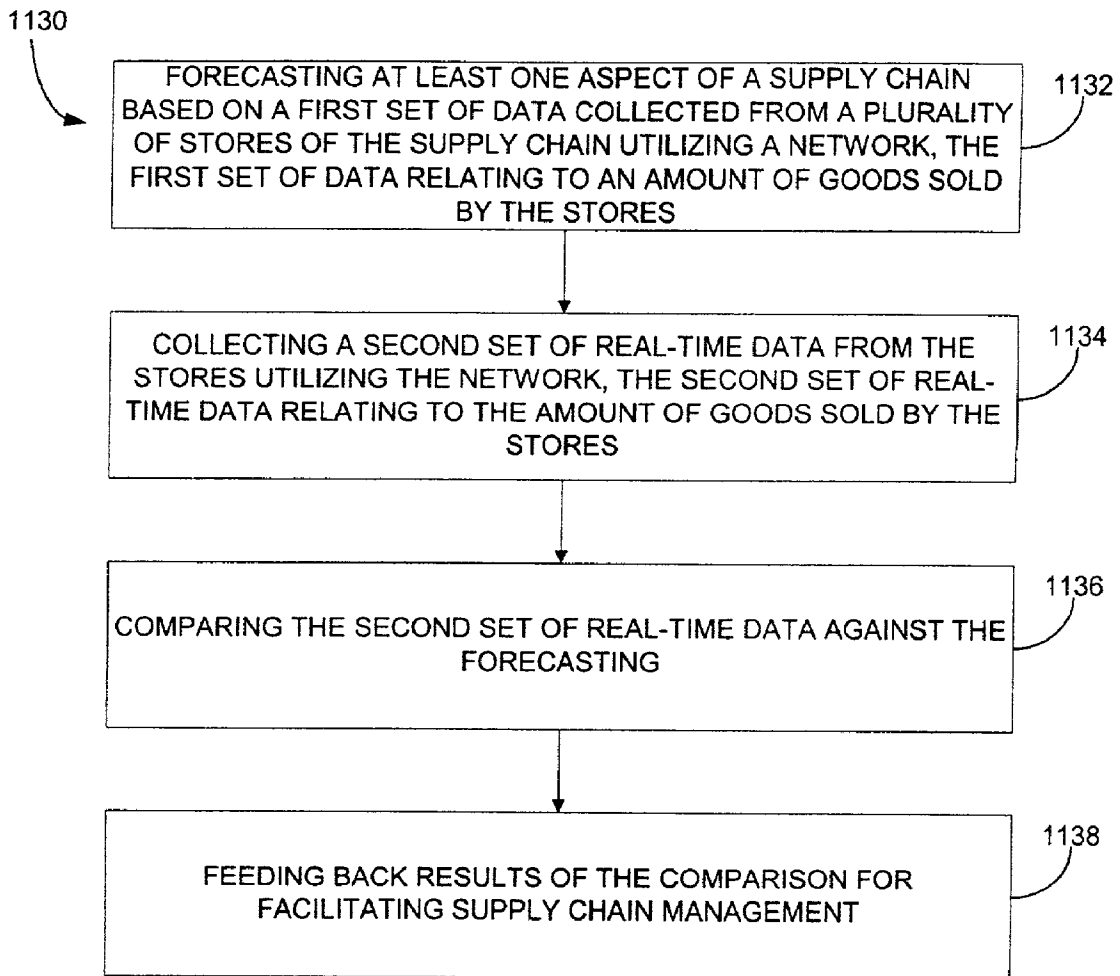 1130
FORECASTING AT LEAST ONE ASPECT OF A SUPPLY CHAIN
BASED ON A FIRST SET OF DATA COLLECTED FROM A PLURALITY
OF STORES OF THE SUPPLY CHAIN UTILIZING A NETWORK, THE
FIRST SET OF DATA RELATING TO AN AMOUNT OF GOODS SOLD
BY THE STORES
1132
COLLECTING A SECOND SET OF REAL-TIME DATA FROM THE
STORES UTILIZING THE NETWORK, THE SECOND SET OF REAL-
TIME DATA RELATING TO THE AMOUNT OF GOODS SOLD BY THE
STORES
1134
COMPARING THE SECOND SET OF REAL-TIME DATA AGAINST THE
FORECASTING
1136
FEEDING BACK RESULTS OF THE COMPARISON FOR
FACILITATING SUPPLY CHAIN MANAGEMENT
1138